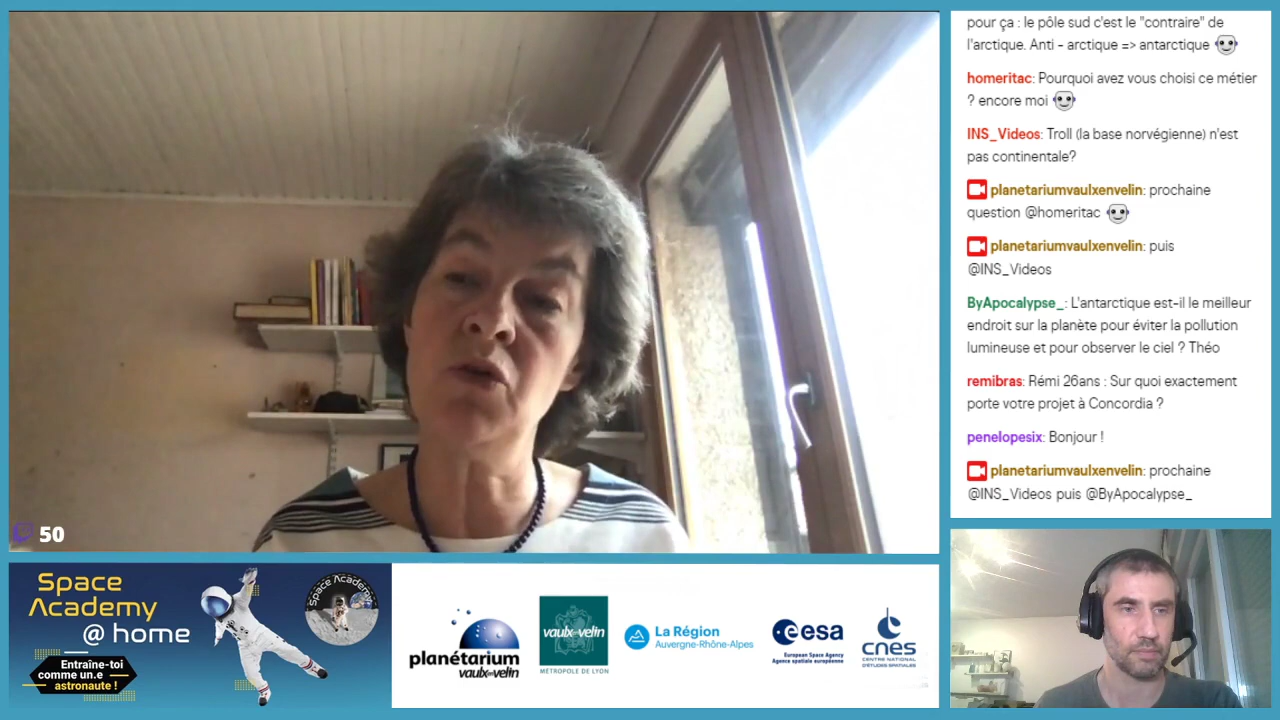 pour ça : le pôle sud c'est le "contraire" de
l'arctique. Anti - arctique => antarctique
homeritac: Pourquoi avez vous choisi ce métier
? encore moi
INS_Videos: Troll (la base norvégienne) n'est
pas continentale?
planetariumvaulxenvelin: prochaine
question @homeritac
planetariumvaulxenvelin: puis
@INS_Videos
ByApocalypse_: L'antarctique est-il le meilleur
endroit sur la planète pour éviter la pollution
lumineuse et pour observer le ciel ? Théo
remibras: Rémi 26ans : Sur quoi exactement
porte votre projet à Concordia ?
penelopesix: Bonjour !
planetariumvaulxenvelin: prochaine
@INS_Videos puis @ByApocalypse_
50
Space
Academy
@ home
Entraîne-toi
comme un.e
astronaute !
Space Academy
planétarium
vaulx-en-velin
vaulx-en-velin
MÉTROPOLE DE LYON
La Région
Auvergne-Rhône-Alpes
esa
European Space Agency
Agence spatiale européenne
cnes
CENTRE NATIONAL
D'ÉTUDES SPATIALES